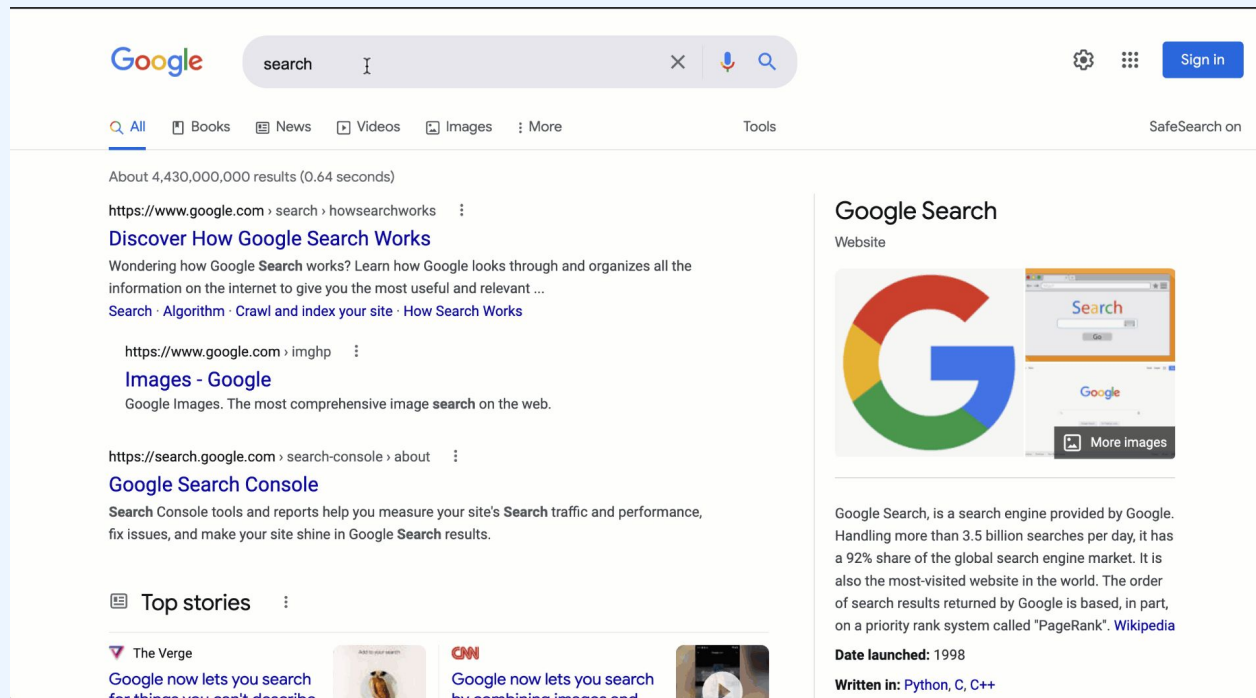 Google
search
Sign in
All Books News Videos Images More Tools SafeSearch on
About 4,430,000,000 results (0.64 seconds)
https://www.google.com › search › howsearchworks
Discover How Google Search Works
Wondering how Google Search works? Learn how Google looks through and organizes all the
information on the internet to give you the most useful and relevant ...
Search · Algorithm · Crawl and index your site · How Search Works
https://www.google.com › imghp
Images - Google
Google Images. The most comprehensive image search on the web.
https://search.google.com › search-console › about
Google Search Console
Search Console tools and reports help you measure your site's Search traffic and performance,
fix issues, and make your site shine in Google Search results.
Top stories
The Verge
Google now lets you search
for things you can't describe
CNN
Google now lets you search
by combining images and
Google Search
Website
Search
Go
Google
More images
Google Search, is a search engine provided by Google.
Handling more than 3.5 billion searches per day, it has
a 92% share of the global search engine market. It is
also the most-visited website in the world. The order
of search results returned by Google is based, in part,
on a priority rank system called "PageRank". Wikipedia
Date launched: 1998
Written in: Python, C, C++